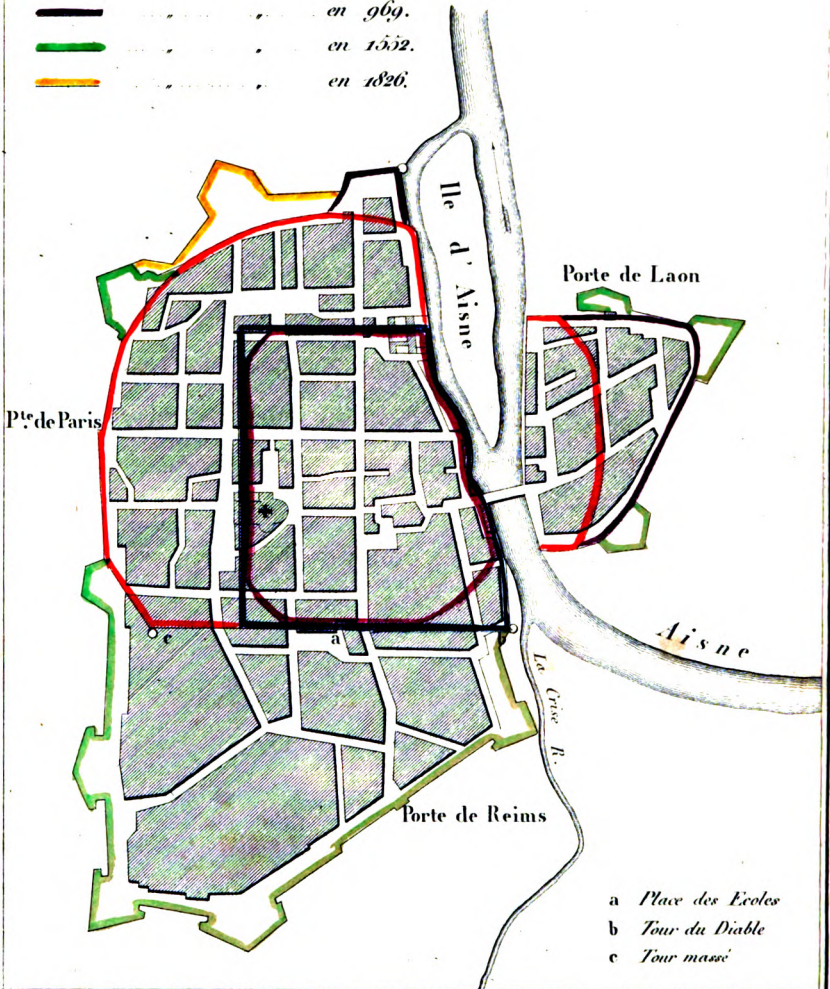 „ „ en 969.
„ „ en 1552.
„ „ en 1826.
Ile d' Aisne
Porte de Laon
Pte de Paris
c
a
Aisne
La Crise R.
Porte de Reims
a Place des Ecoles
b Tour du Diable
c Tour massé